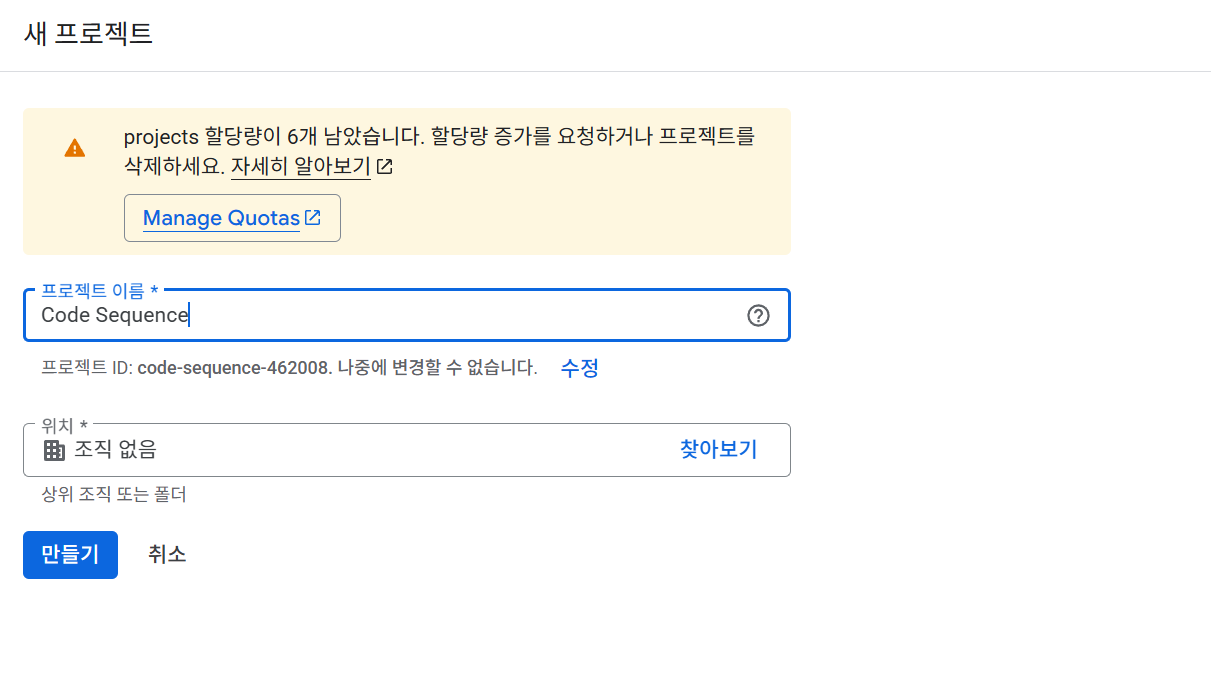 새 프로젝트
projects 할당량이 6개 남았습니다. 할당량 증가를 요청하거나 프로젝트를
삭제하세요. 자세히 알아보기
Manage Quotas
프로젝트 이름 *
Code Sequence
프로젝트 ID: code-sequence-462008. 나중에 변경할 수 없습니다. 수정
위치 *
조직 없음 찾아보기
상위 조직 또는 폴더
만들기 취소